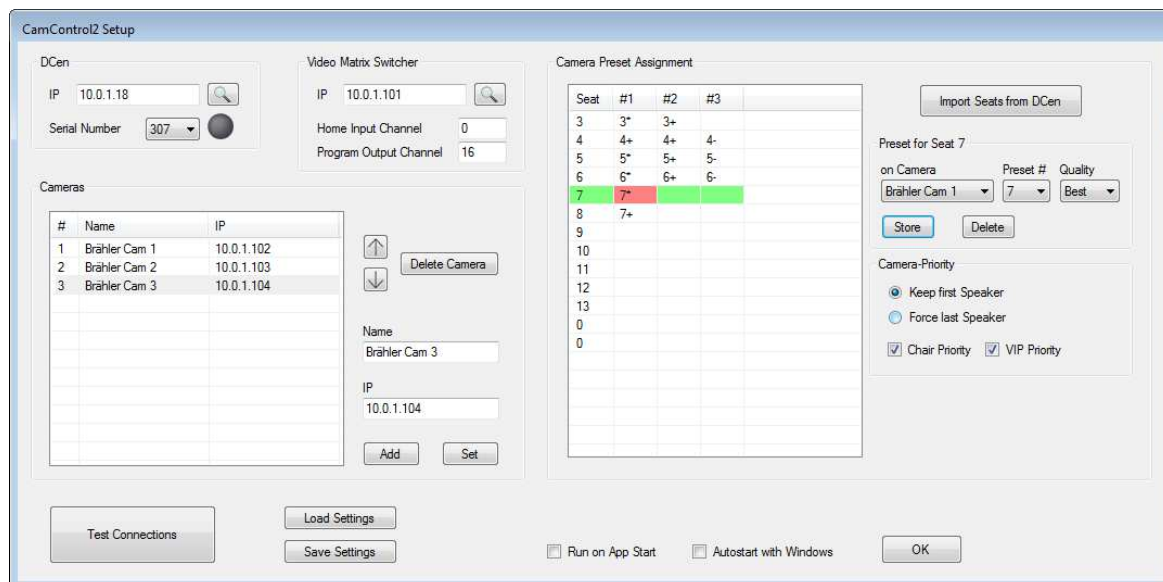 CamControl2 Setup
DCen
IP 10.0.1.18
Serial Number 307
Video Matrix Switcher
IP 10.0.1.101
Home Input Channel 0
Program Output Channel 16
Cameras
# Name IP
1 Brähler Cam 1 10.0.1.102
2 Brähler Cam 2 10.0.1.103
3 Brähler Cam 3 10.0.1.104
Delete Camera
Name
Brähler Cam 3
IP
10.0.1.104
Add Set
Camera Preset Assignment
Seat #1 #2 #3
3 3* 3+
4 4+ 4+ 4-
5 5* 5+ 5-
6 6* 6+ 6-
7 7*
8 7+
9
10
11
12
13
0
0
Import Seats from DCen
Preset for Seat 7
on Camera Preset # Quality
Brähler Cam 1 7 Best
Store Delete
Camera-Priority
Keep first Speaker
Force last Speaker
Chair Priority VIP Priority
Test Connections
Load Settings
Save Settings
Run on App Start Autostart with Windows OK